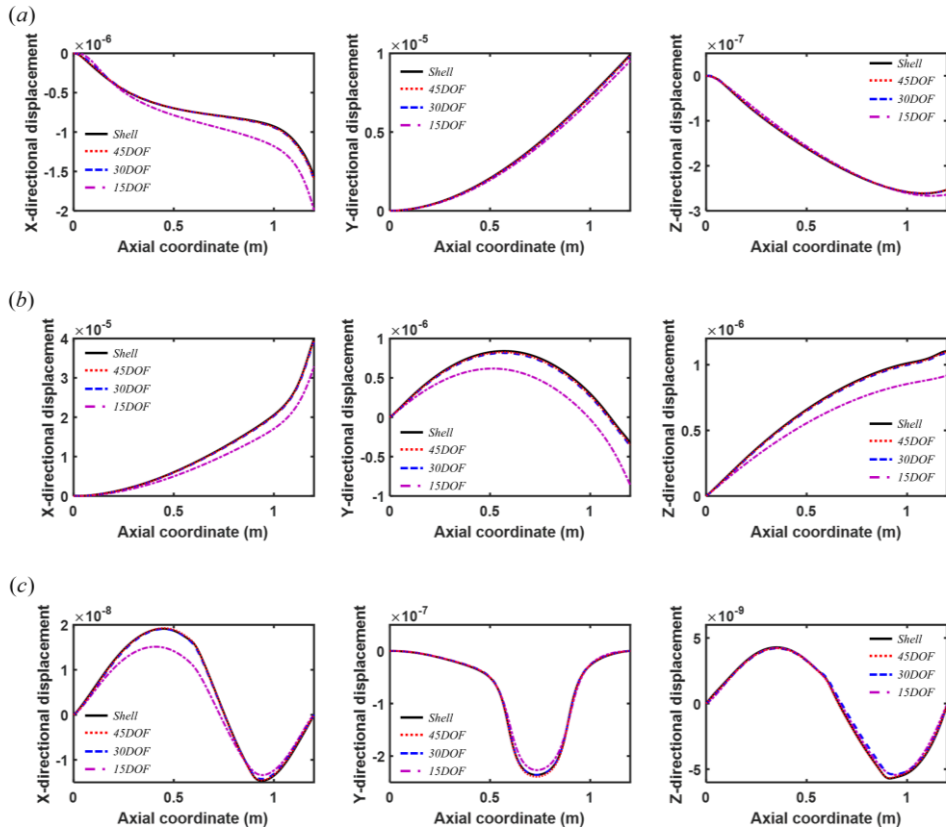 (a)
×10⁻⁶
0
-0.5
-1
-1.5
-2
X-directional displacement
Shell
45DOF
30DOF
15DOF
0 0.5 1
Axial coordinate (m)
×10⁻⁵
1
0.5
0
Y-directional displacement
Shell
45DOF
30DOF
15DOF
0 0.5 1
Axial coordinate (m)
×10⁻⁷
0
-1
-2
-3
Z-directional displacement
Shell
45DOF
30DOF
15DOF
0 0.5 1
Axial coordinate (m)
(b)
×10⁻⁵
4
3
2
1
0
X-directional displacement
Shell
45DOF
30DOF
15DOF
0 0.5 1
Axial coordinate (m)
×10⁻⁶
1
0.5
0
-0.5
-1
Y-directional displacement
Shell
45DOF
30DOF
15DOF
0 0.5 1
Axial coordinate (m)
×10⁻⁶
1
0.5
0
Z-directional displacement
Shell
45DOF
30DOF
15DOF
0 0.5 1
Axial coordinate (m)
(c)
×10⁻⁸
2
1
0
-1
X-directional displacement
Shell
45DOF
30DOF
15DOF
0 0.5 1
Axial coordinate (m)
×10⁻⁷
0
-1
-2
Y-directional displacement
Shell
45DOF
30DOF
15DOF
0 0.5 1
Axial coordinate (m)
×10⁻⁹
5
0
-5
Z-directional displacement
Shell
45DOF
30DOF
15DOF
0 0.5 1
Axial coordinate (m)